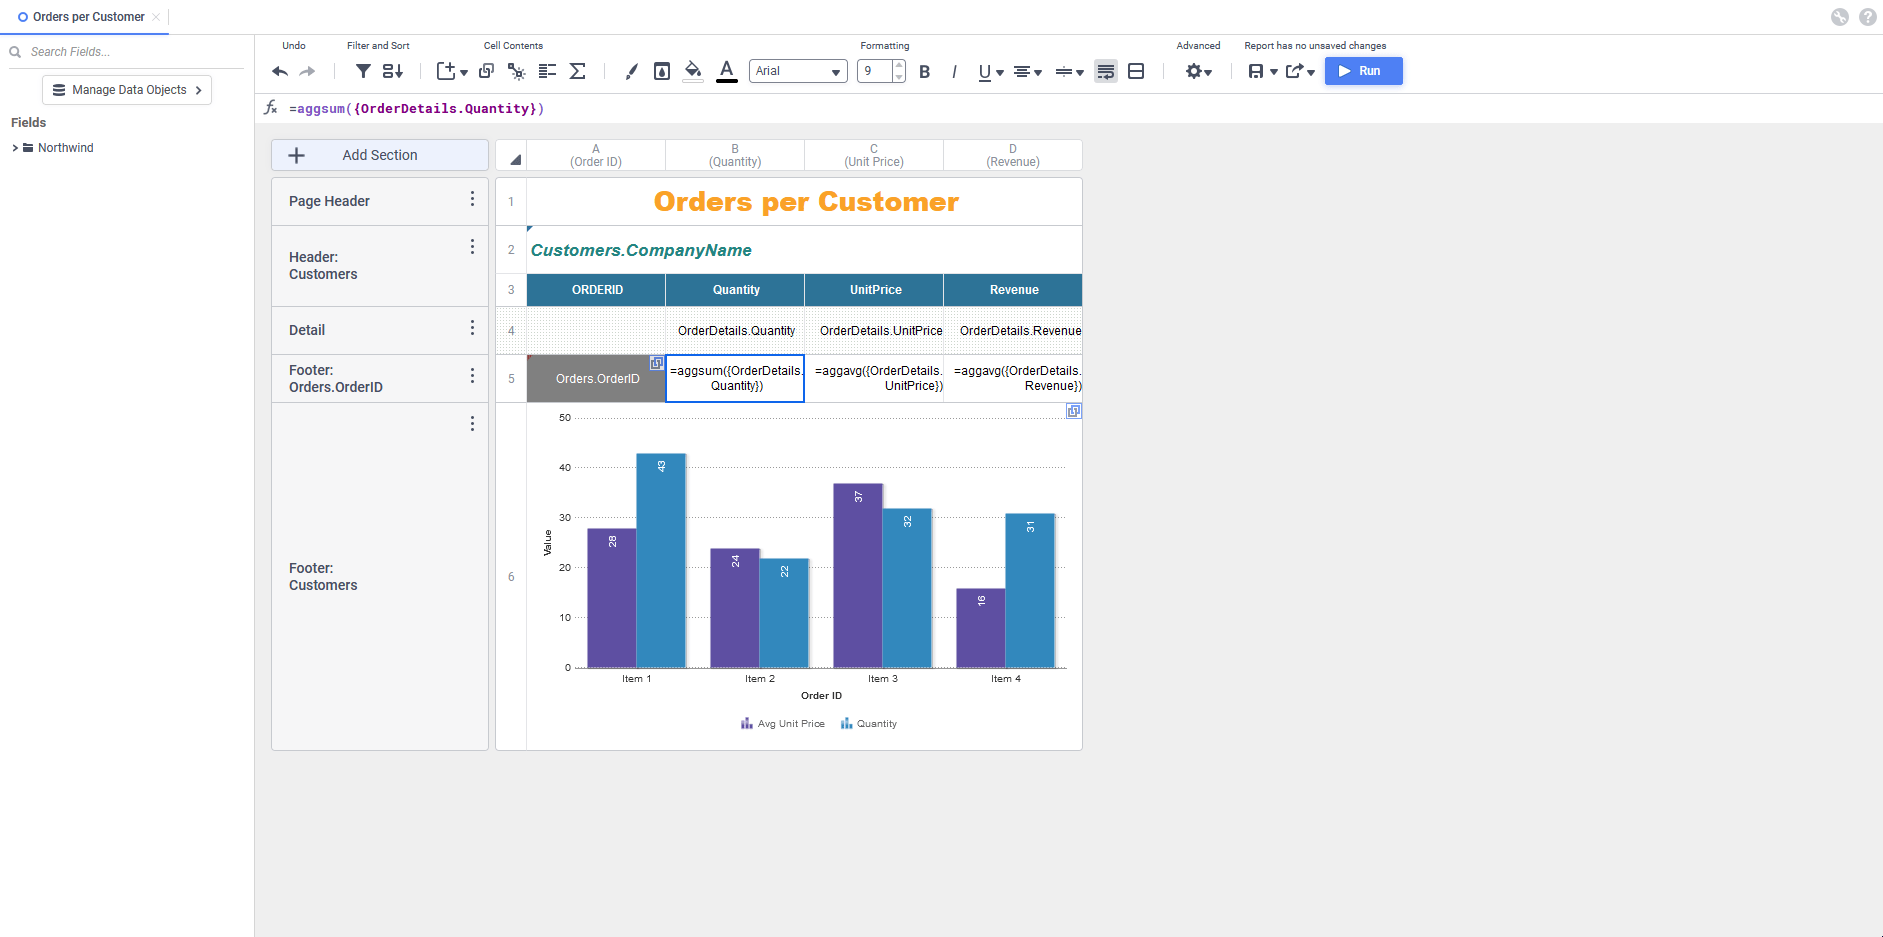 Orders per Customer
Search Fields...
Manage Data Objects
Fields
Northwind
Undo
Filter and Sort
Cell Contents
Formatting
Advanced
Report has no unsaved changes
Arial
9
B
I
U
A
Run
fx
=aggsum({OrderDetails.Quantity})
Add Section
A
(Order ID)
B
(Quantity)
C
(Unit Price)
D
(Revenue)
Page Header
1
Orders per Customer
Header:
Customers
2
Customers.CompanyName
3
ORDERID
Quantity
UnitPrice
Revenue
Detail
4
OrderDetails.Quantity
OrderDetails.UnitPrice
OrderDetails.Revenue
Footer:
Orders.OrderID
5
Orders.OrderID
=aggsum({OrderDetails.
Quantity})
=aggavg({OrderDetails.
UnitPrice})
=aggavg({OrderDetails.
Revenue})
Footer:
Customers
6
50
40
30
20
10
0
Value
28
43
24
22
37
32
16
31
Item 1
Item 2
Item 3
Item 4
Order ID
Avg Unit Price
Quantity